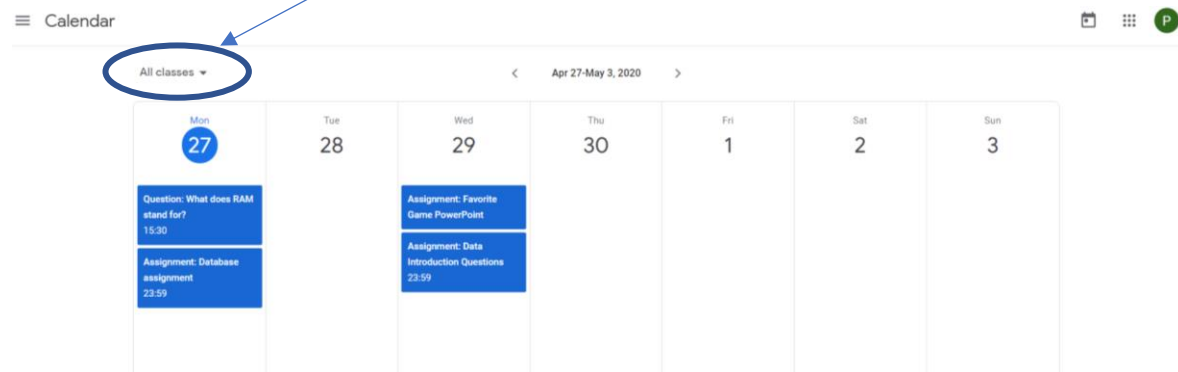 Calendar
P
All classes
Apr 27-May 3, 2020
Mon Tue Wed Thu Fri Sat Sun
27 28 29 30 1 2 3
Question: What does RAM
stand for?
15:30
Assignment: Database
assignment
23:59
Assignment: Favorite
Game PowerPoint
Assignment: Data
Introduction Questions
23:59